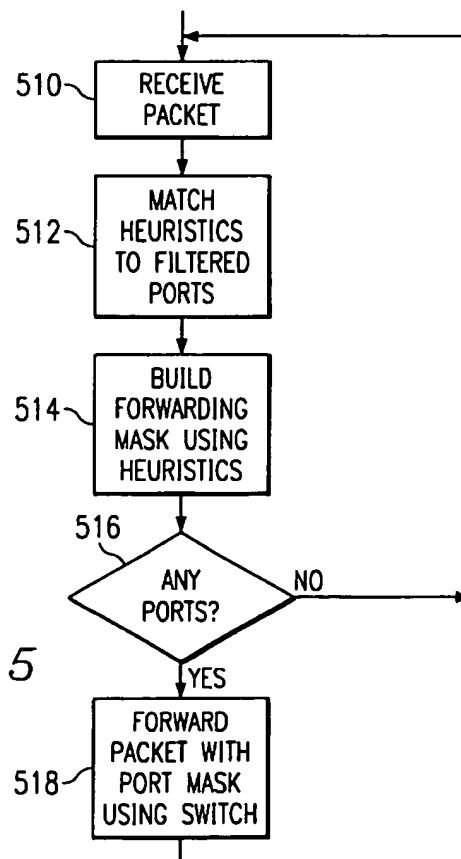 510
RECEIVE
PACKET
512
MATCH
HEURISTICS
TO FILTERED
PORTS
514
BUILD
FORWARDING
MASK USING
HEURISTICS
516
ANY
PORTS?
NO
5
YES
518
FORWARD
PACKET WITH
PORT MASK
USING SWITCH